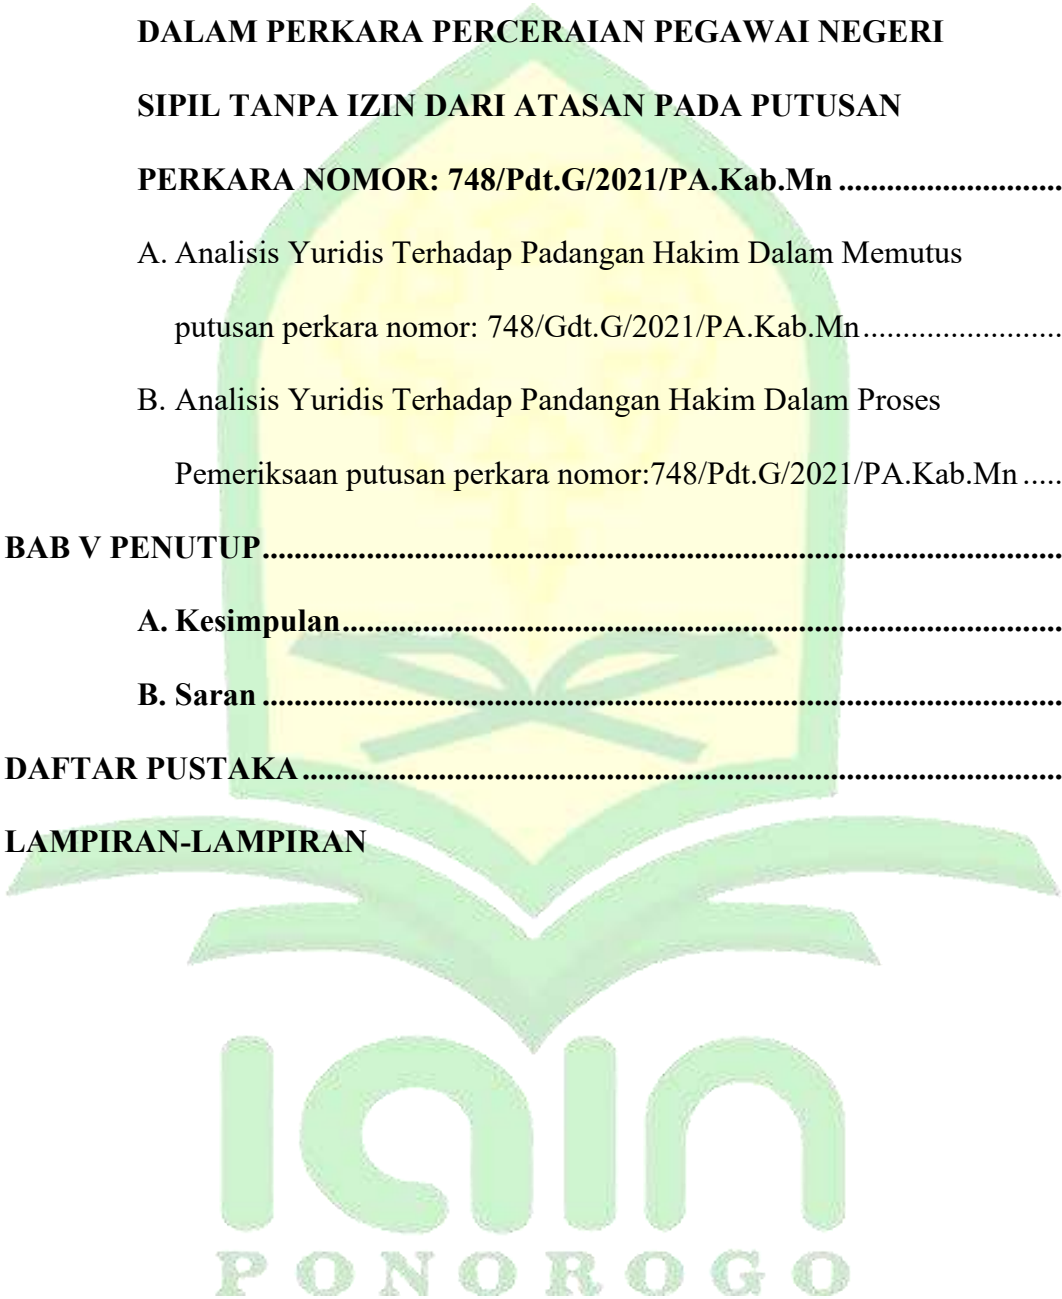 DALAM PERKARA PERCERAIAN PEGAWAI NEGERI
SIPIL TANPA IZIN DARI ATASAN PADA PUTUSAN
PERKARA NOMOR: 748/Pdt.G/2021/PA.Kab.Mn ............................
A. Analisis Yuridis Terhadap Padangan Hakim Dalam Memutus
putusan perkara nomor: 748/Gdt.G/2021/PA.Kab.Mn.........................
B. Analisis Yuridis Terhadap Pandangan Hakim Dalam Proses
Pemeriksaan putusan perkara nomor:748/Pdt.G/2021/PA.Kab.Mn .....
BAB V PENUTUP.....................................................................................................
A. Kesimpulan...........................................................................................
B. Saran .....................................................................................................
DAFTAR PUSTAKA................................................................................................
LAMPIRAN-LAMPIRAN
iain
PONOROGO